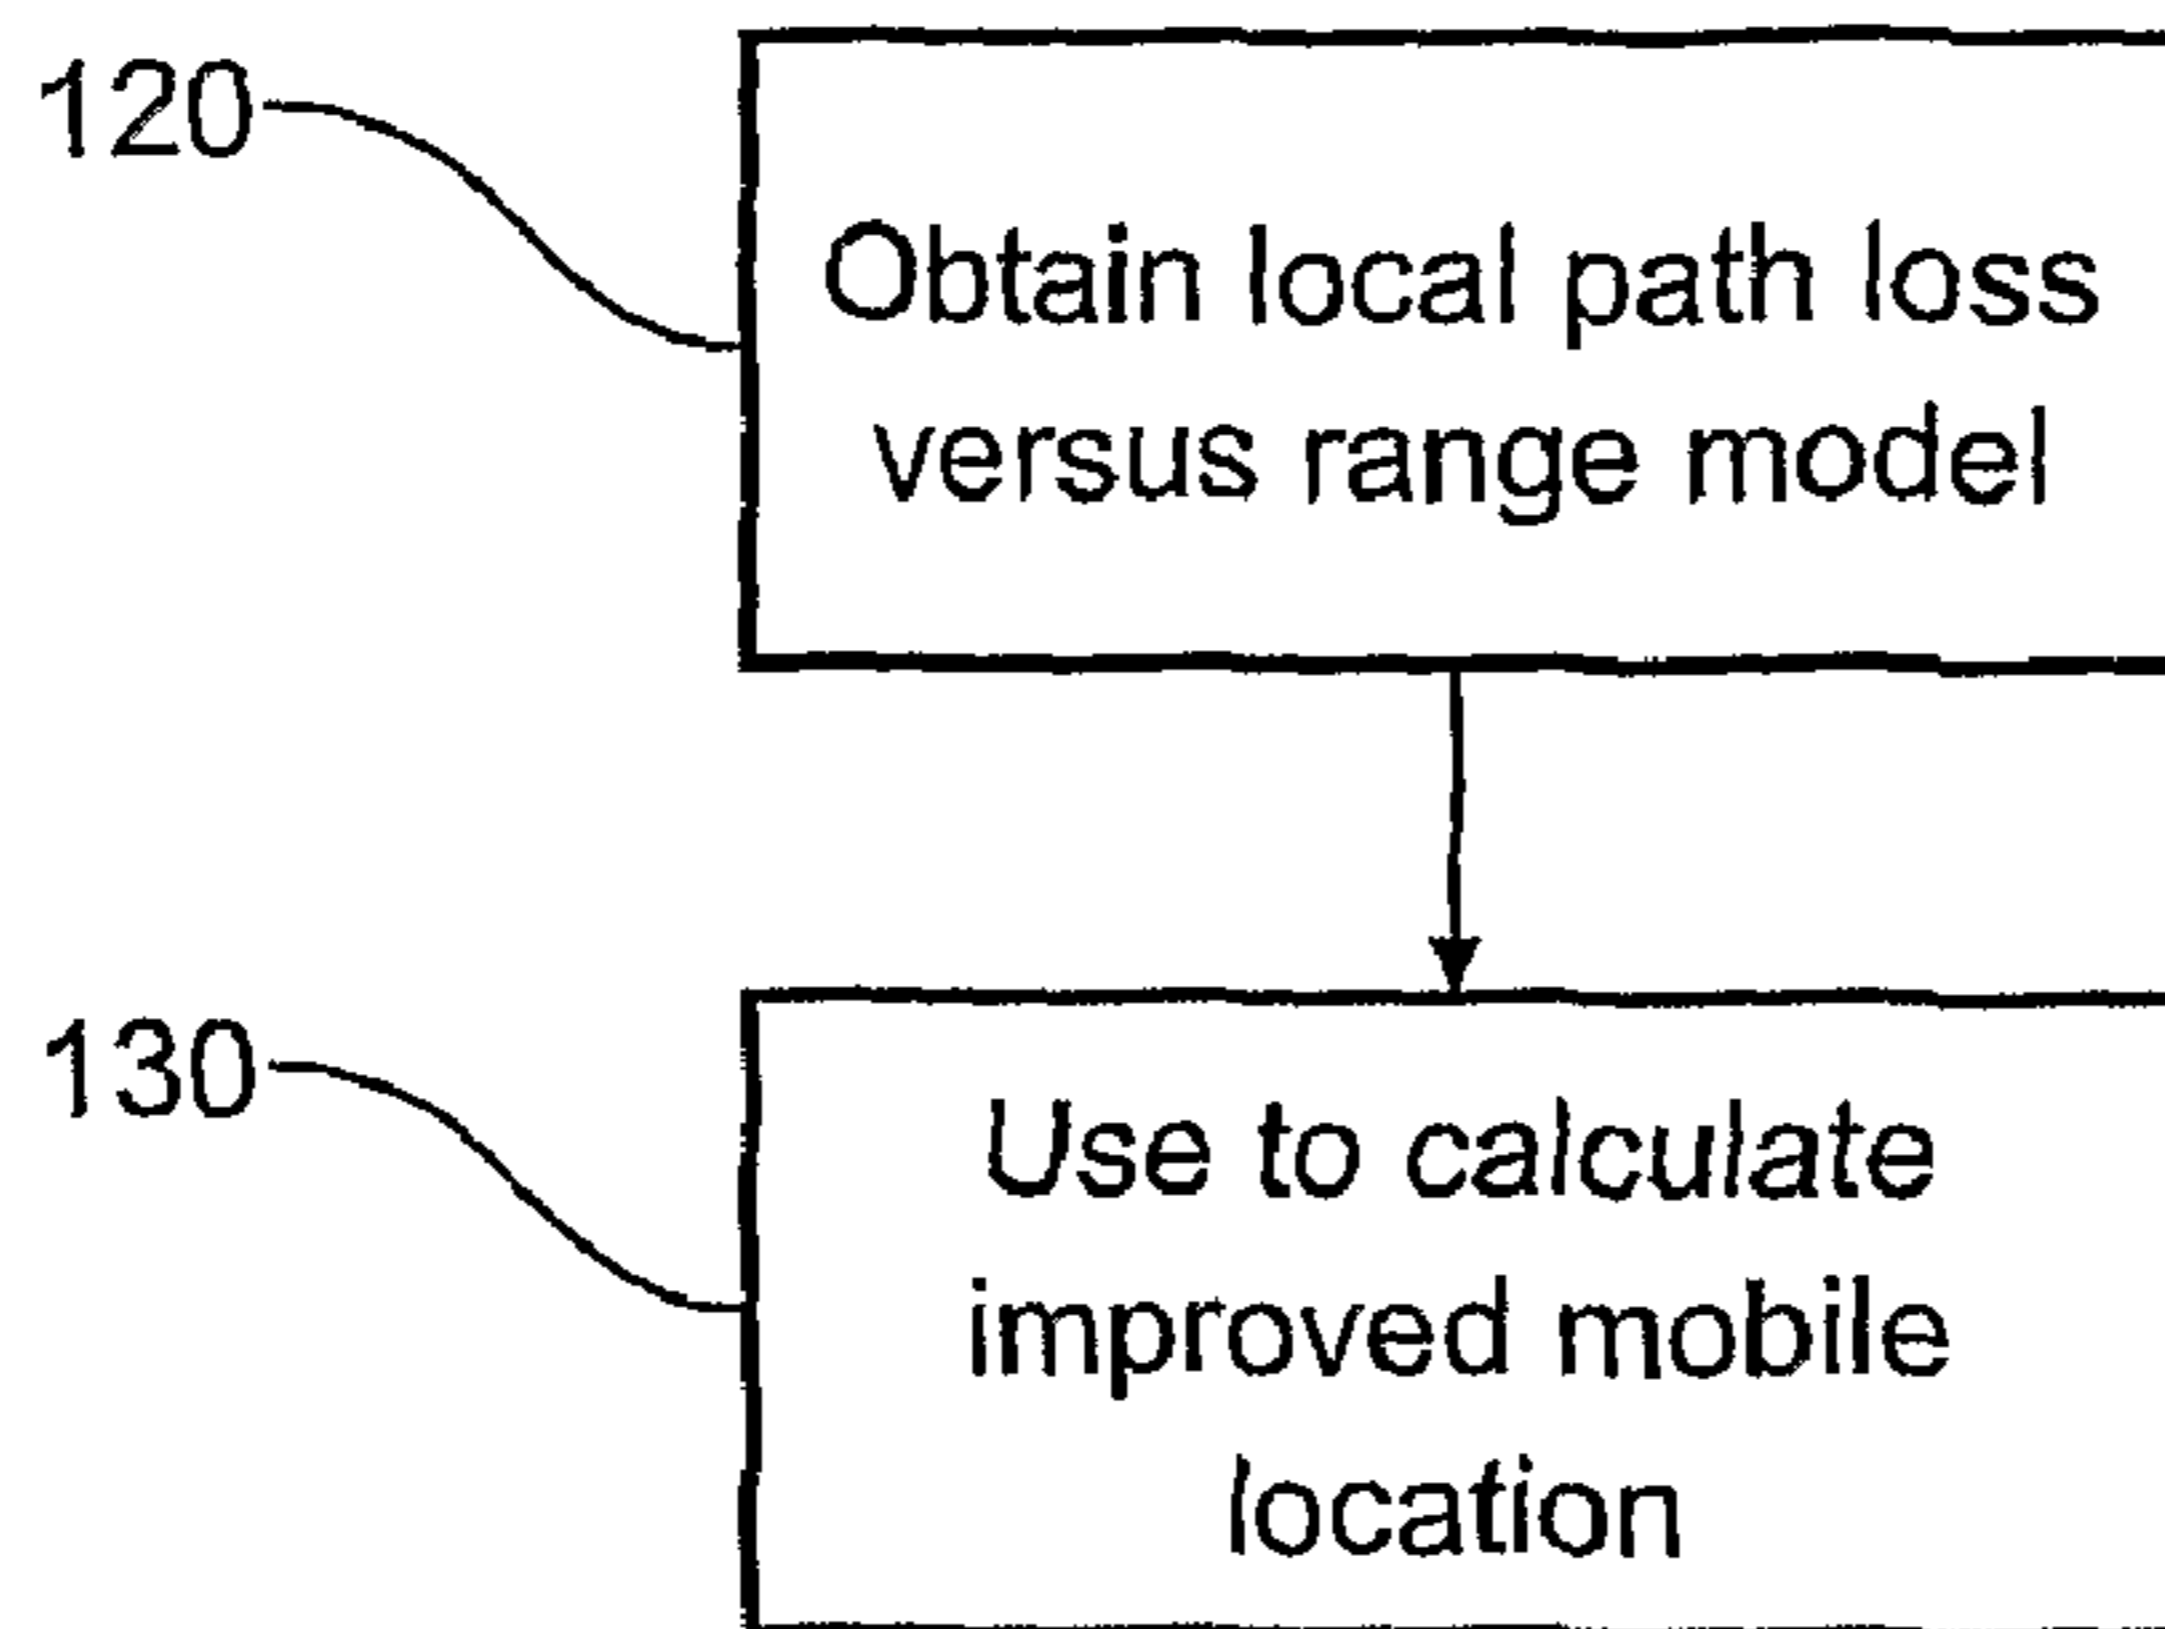 120
Obtain local path loss
versus range model
130
Use to calculate
improved mobile
location